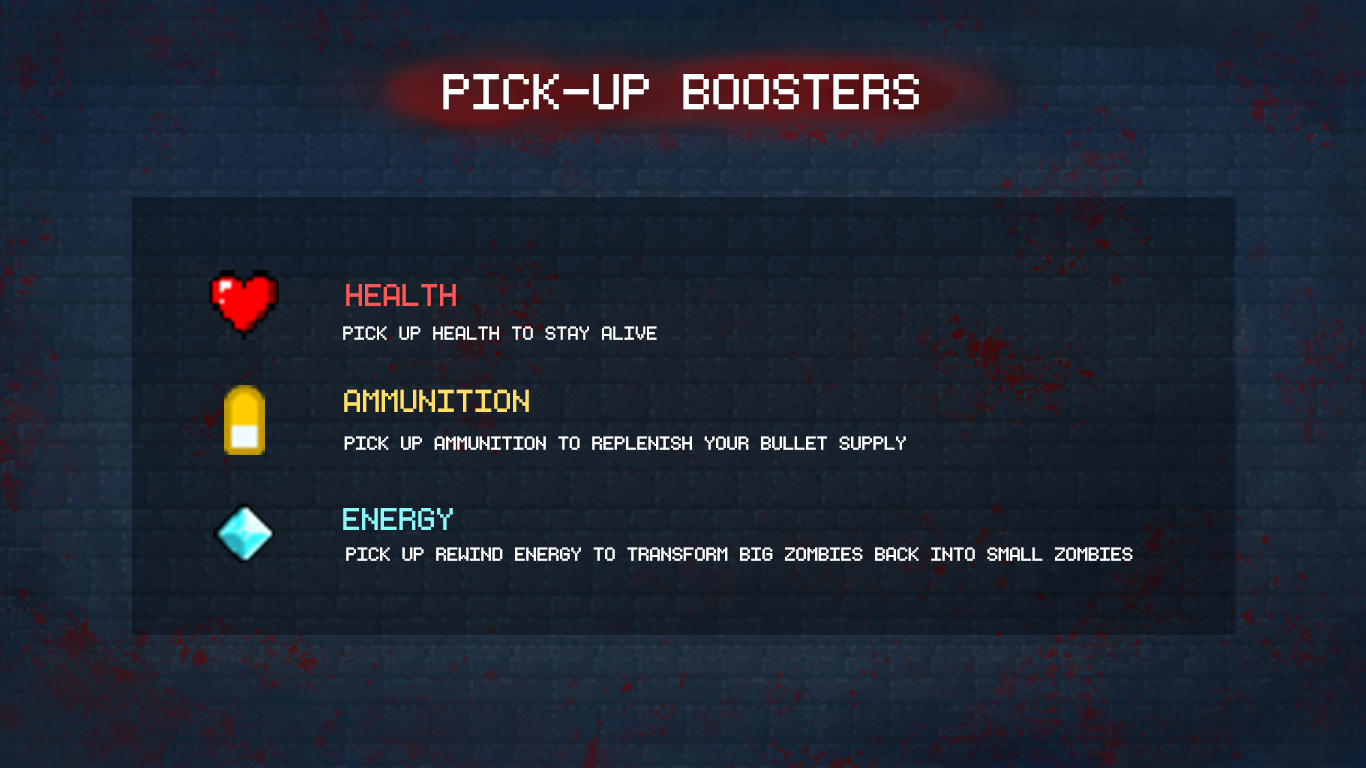 PICK-UP BOOSTERS
HEALTH
PICK UP HEALTH TO STAY ALIVE
AMMUNITION
PICK UP AMMUNITION TO REPLENISH YOUR BULLET SUPPLY
ENERGY
PICK UP REWIND ENERGY TO TRANSFORM BIG ZOMBIES BACK INTO SMALL ZOMBIES